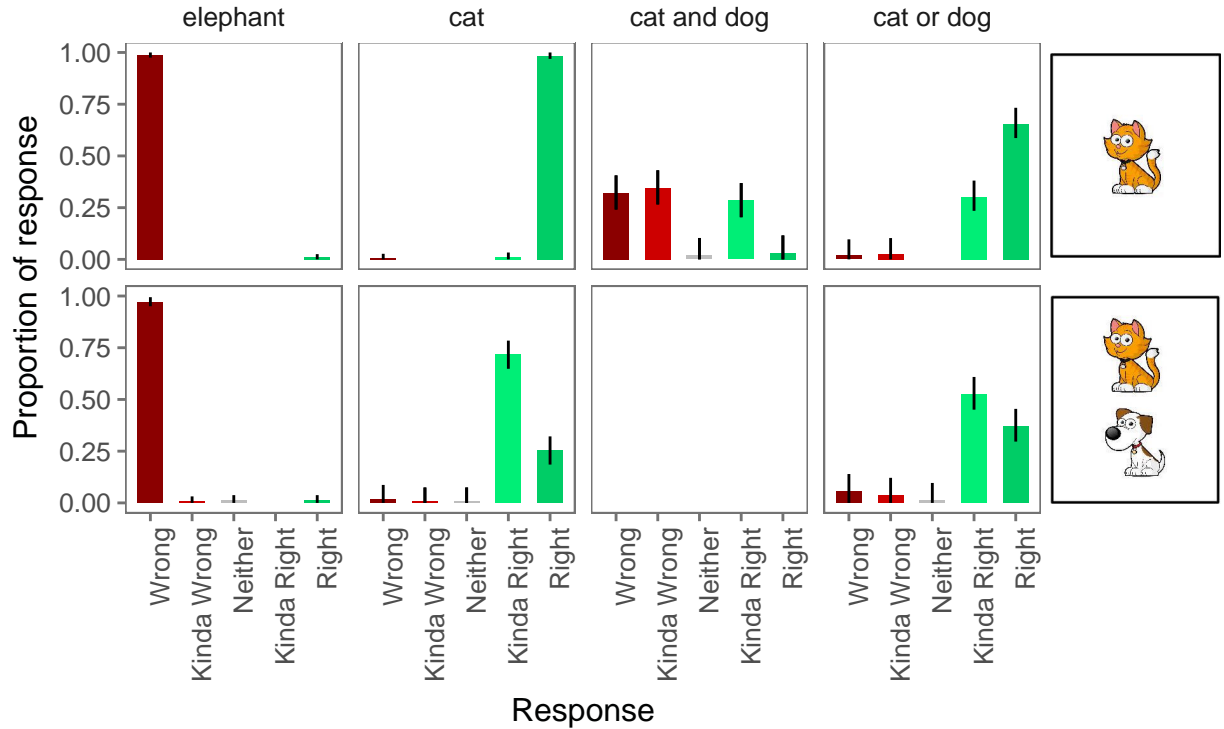 elephant cat cat and dog cat or dog
Proportion of response
1.00
0.75
0.50
0.25
0.00
1.00
0.75
0.50
0.25
0.00
Wrong
Kinda Wrong
Neither
Kinda Right
Right
Wrong
Kinda Wrong
Neither
Kinda Right
Right
Wrong
Kinda Wrong
Neither
Kinda Right
Right
Wrong
Kinda Wrong
Neither
Kinda Right
Right
Response